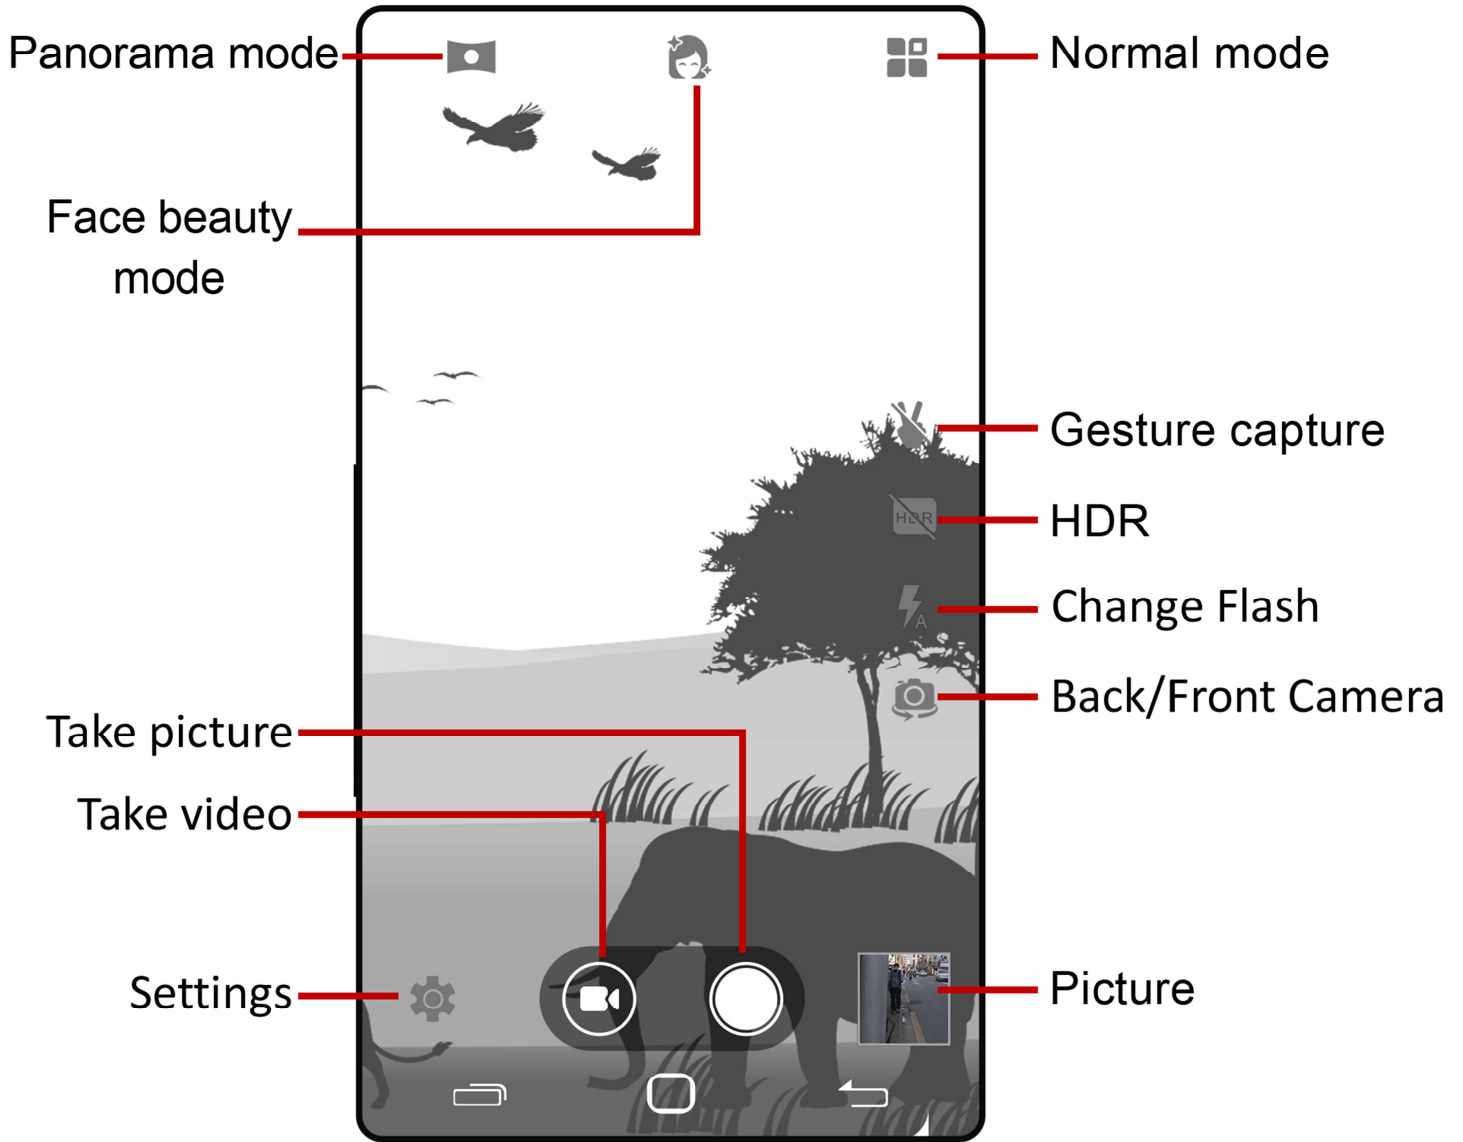 Panorama mode
Normal mode
Face beauty
mode
Gesture capture
HDR
HDR
A
Change Flash
Back/Front Camera
Take picture
Take video
Settings
Picture